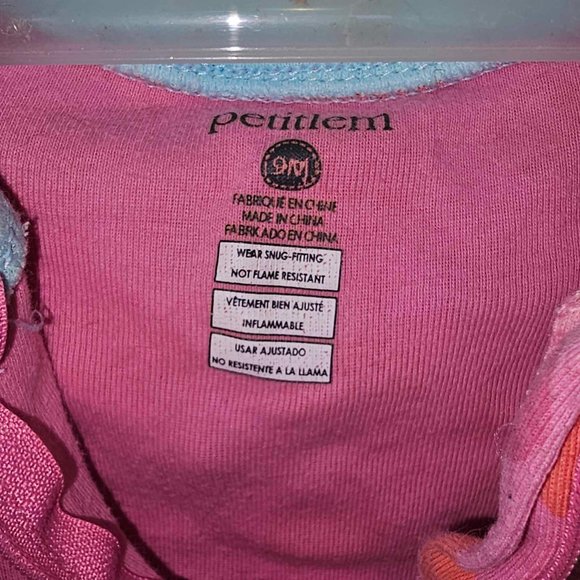 petitlem
9M
FABRIQUÉ EN CHINE
MADE IN CHINA
FABRICADO EN CHINA
WEAR SNUG-FITTING
NOT FLAME RESISTANT
VÊTEMENT BIEN AJUSTÉ
INFLAMMABLE
USAR AJUSTADO
NO RESISTENTE A LA LLAMA